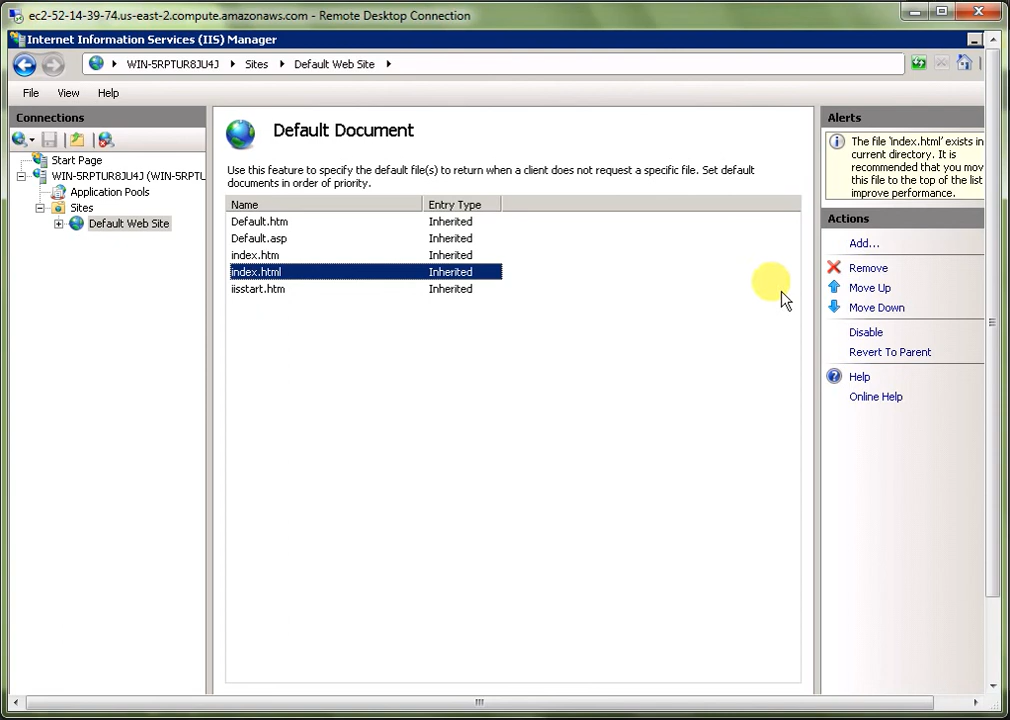 ec2-52-14-39-74.us-east-2.compute.amazonaws.com - Remote Desktop Connection
Internet Information Services (IIS) Manager
WIN-5RPTUR8JU4J
Sites
Default Web Site
File View Help
Connections
Start Page
WIN-5RPTUR8JU4J (WIN-5RPTU
Application Pools
Sites
Default Web Site
Default Document
Use this feature to specify the default file(s) to return when a client does not request a specific file. Set default
documents in order of priority.
Name Entry Type
Default.htm Inherited
Default.asp Inherited
index.htm Inherited
index.html Inherited
iisstart.htm Inherited
Alerts
The file 'index.html' exists in
current directory. It is
recommended that you mov
this file to the top of the list
improve performance.
Actions
Add...
Remove
Move Up
Move Down
Disable
Revert To Parent
Help
Online Help